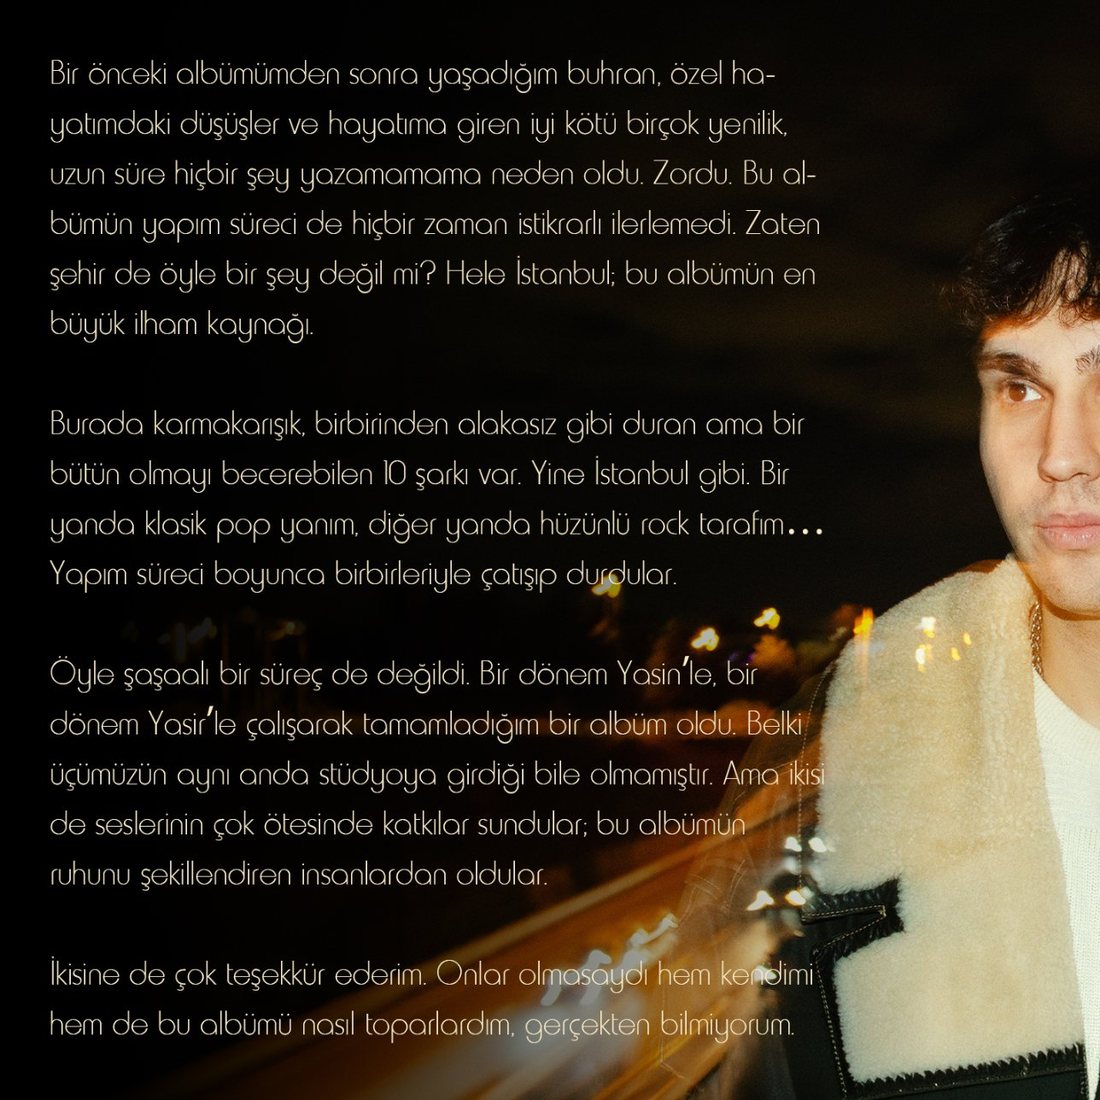 Bir önceki albümümden sonra yaşadığım buhran, özel ha-
yatımdaki düşüşler ve hayatıma giren iyi kötü birçok yenilik,
uzun süre hiçbir şey yazamamama neden oldu. Zordu. Bu al-
bümün yapım süreci de hiçbir zaman istikrarlı ilerlemedi. Zaten
şehir de öyle bir şey değil mi? Hele İstanbul; bu albümün en
büyük ilham kaynağı.
Burada karmakarışık, birbirinden alakasız gibi duran ama bir
bütün olmayı becerebilen 10 şarkı var. Yine İstanbul gibi. Bir
yanda klasik pop yanım, diğer yanda hüzünlü rock tarafım...
Yapım süreci boyunca birbirleriyle çatışıp durdular.
Öyle şaşaalı bir süreç de değildi. Bir dönem Yasin'le, bir
dönem Yasir'le çalışarak tamamladığım bir albüm oldu. Belki
üçümüzün aynı anda stüdyoya girdiği bile olmamıştır. Ama ikisi
de seslerinin çok ötesinde katkılar sundular; bu albümün
ruhunu şekillendiren insanlardan oldular.
İkisine de çok teşekkür ederim. Onlar olmasaydı hem kendimi
hem de bu albümü nasıl toparlardım, gerçekten bilmiyorum.